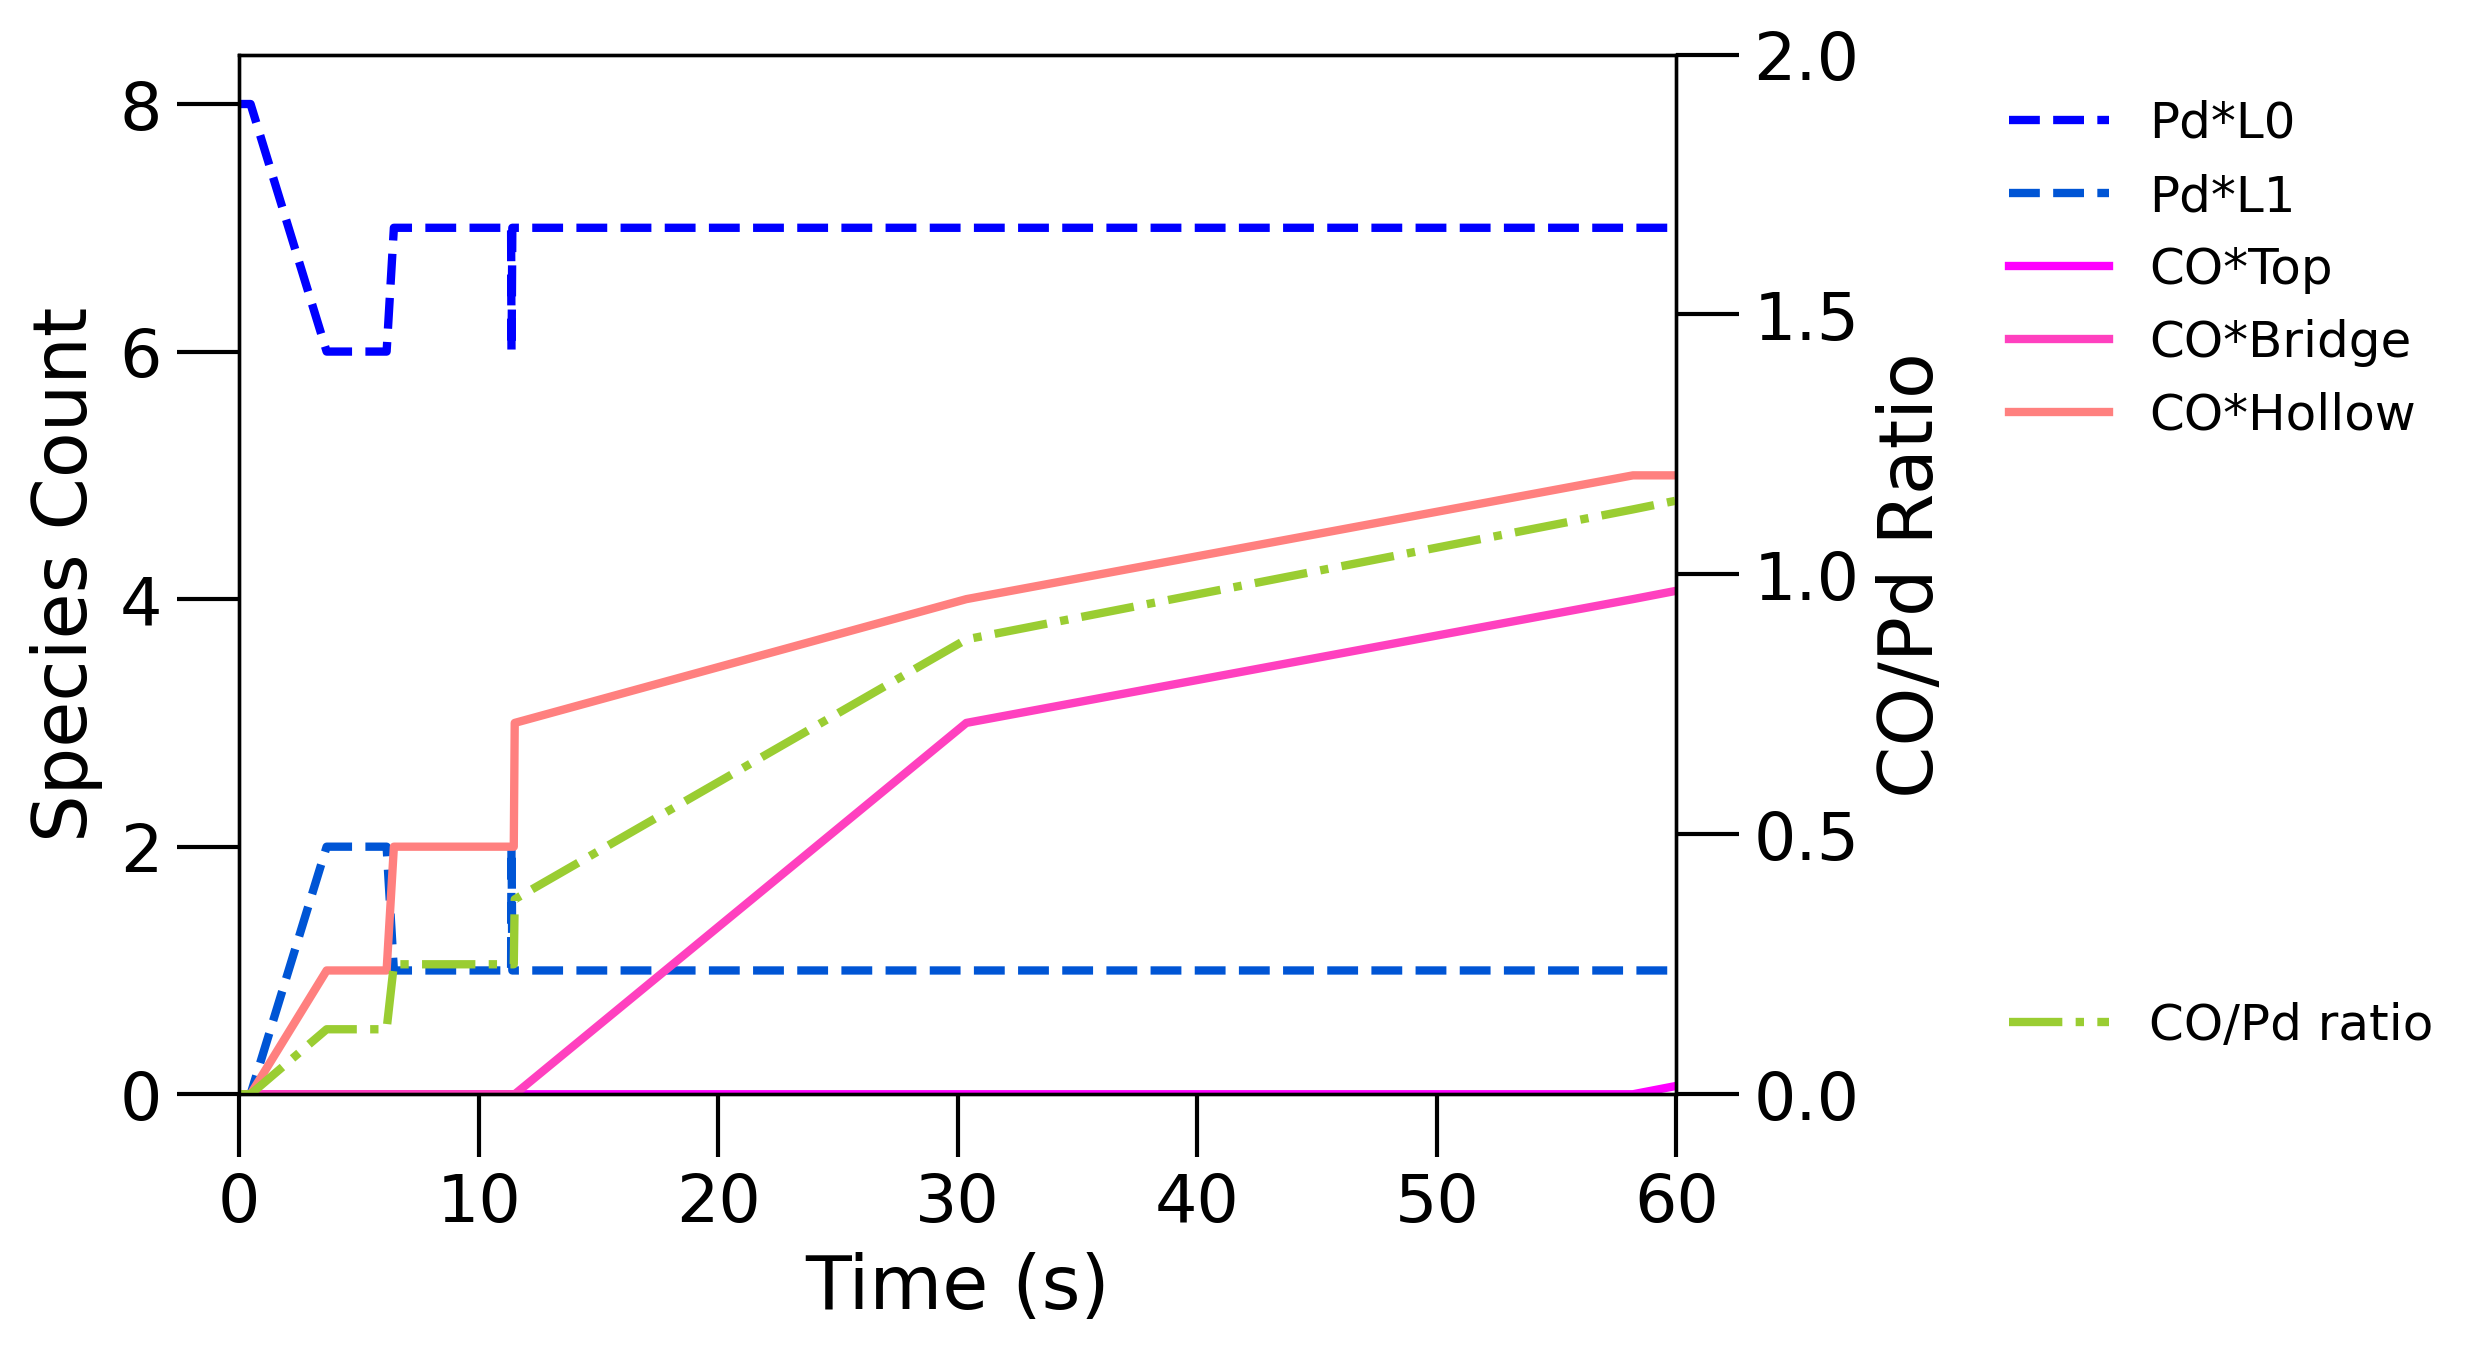 Species Count
8
6
4
2
0
0 10 20 30 40 50 60
Time (s)
2.0
1.5
1.0
0.5
0.0
CO/Pd Ratio
Pd*L0
Pd*L1
CO*Top
CO*Bridge
CO*Hollow
CO/Pd ratio